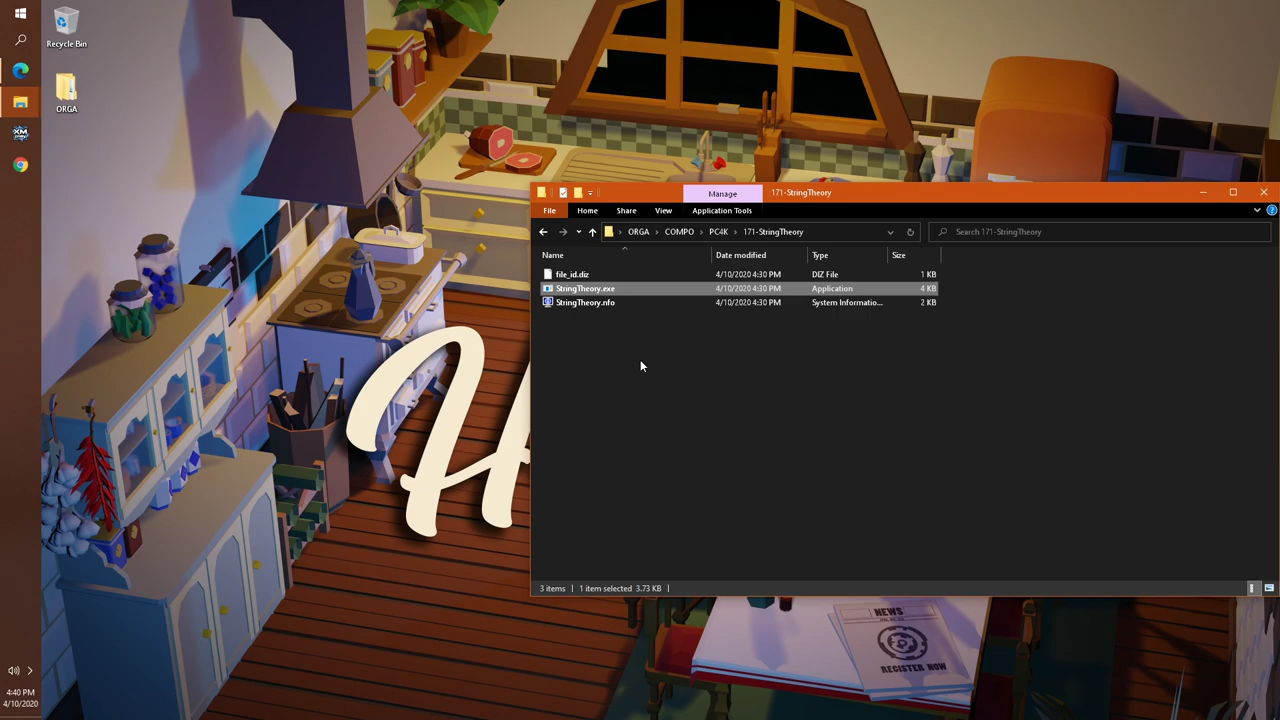 Recycle Bin
ORGA
Manage
171-StringTheory
File
Home
Share
View
Application Tools
ORGA > COMPO > PC4K > 171-StringTheory
Search 171-StringTheory
Name
Date modified
Type
Size
file_id.diz
4/10/2020 4:30 PM
DIZ File
1 KB
StringTheory.exe
4/10/2020 4:30 PM
Application
4 KB
StringTheory.nfo
4/10/2020 4:30 PM
System Informatio...
2 KB
H
3 items
1 item selected 3.73 KB
NEWS
REGISTER NOW
4:40 PM
4/10/2020